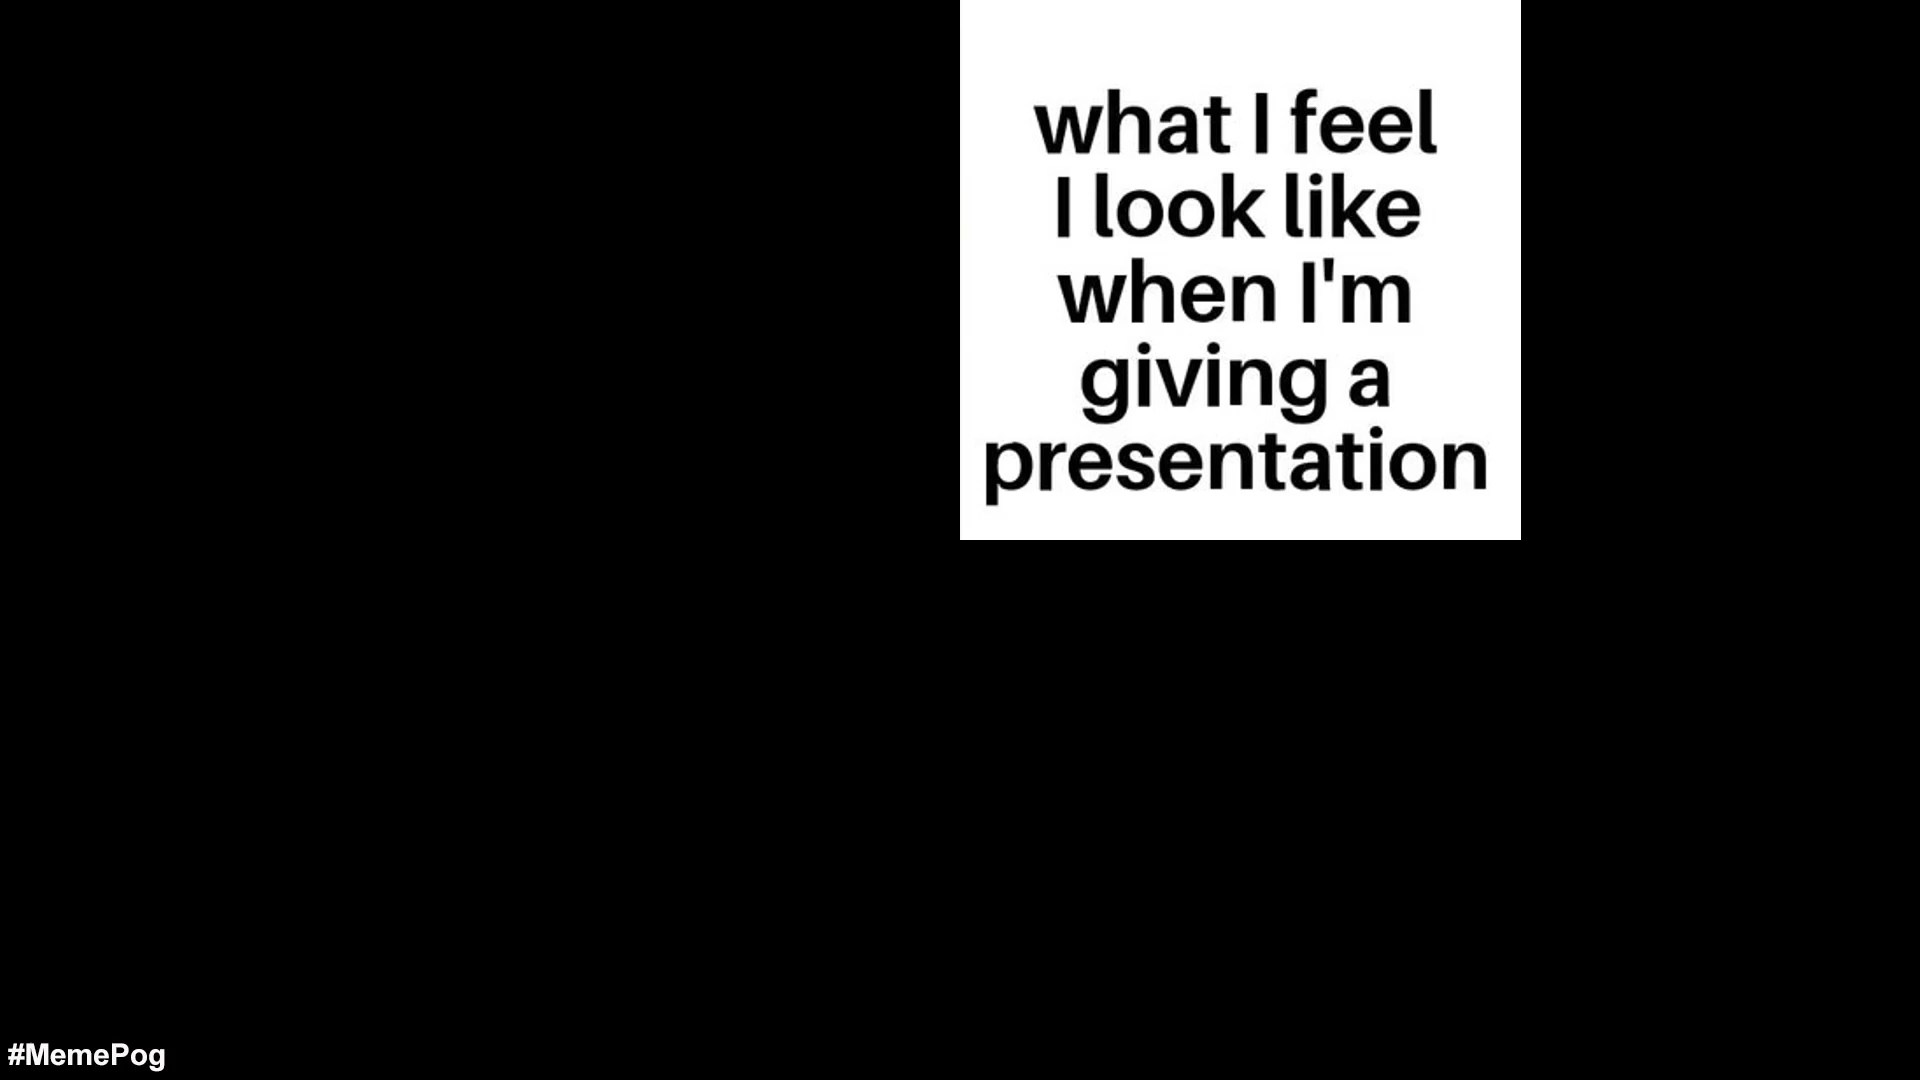 what I feel
I look like
when I'm
giving a
presentation
#MemePog